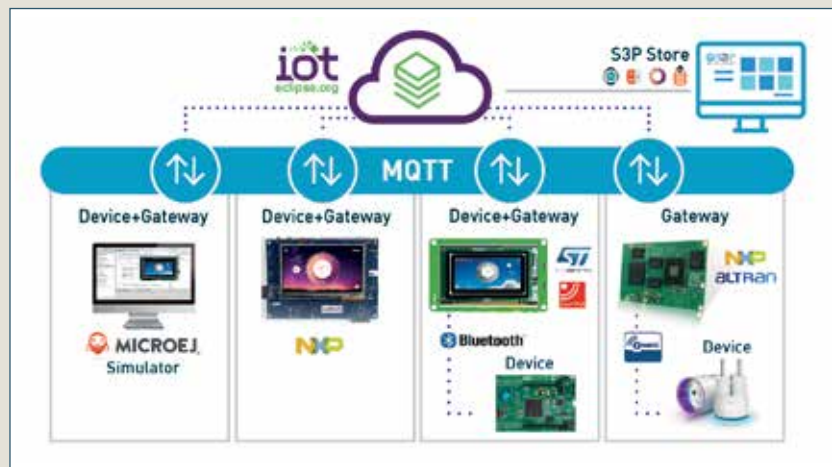 iot
eclipse.org
S3P Store
MQTT
Device+Gateway
Device+Gateway
Device+Gateway
Gateway
ST
NXP
ALTRAN
MICROEJ
Simulator
NXP
Bluetooth
Device
Device